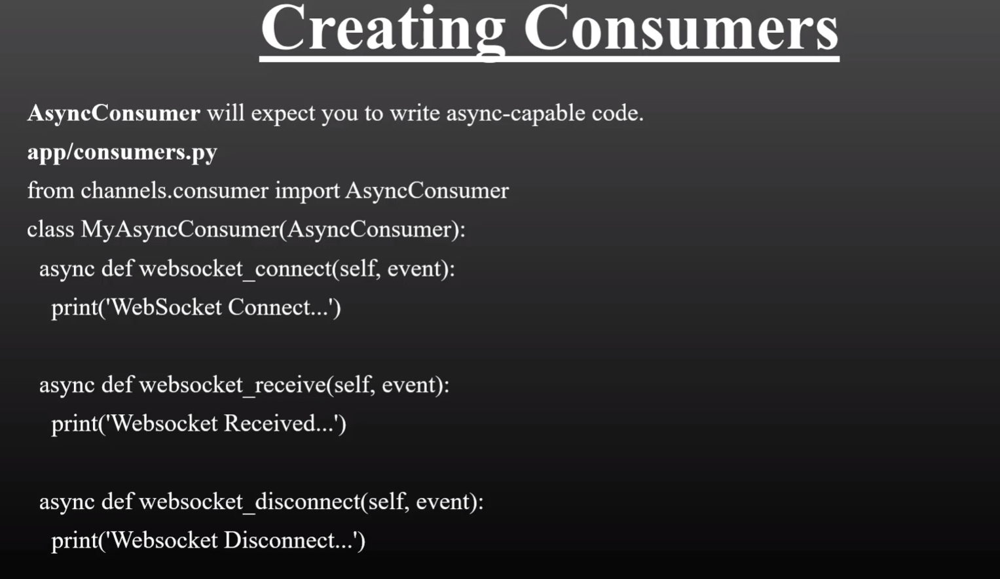 Creating Consumers
AsyncConsumer will expect you to write async-capable code.
app/consumers.py
from channels.consumer import AsyncConsumer
class MyAsyncConsumer(AsyncConsumer):
async def websocket_connect(self, event):
print('WebSocket Connect...')
async def websocket_receive(self, event):
print('Websocket Received...')
async def websocket_disconnect(self, event):
print('Websocket Disconnect...')